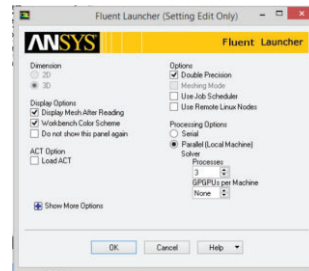 Fluent Launcher (Setting Edit Only)
ANSYS
Fluent Launcher
Dimension
2D
3D
Display Options
Display Mesh After Reading
Workbench Color Scheme
Do not show this panel again
ACT Option
Load ACT
Show More Options
Options
Double Precision
Meshing Mode
Use Job Scheduler
Use Remote Linux Nodes
Processing Options
Serial
Parallel (Local Machine)
Solver
Processes
3
GPGPUs per Machine
None
OK
Cancel
Help